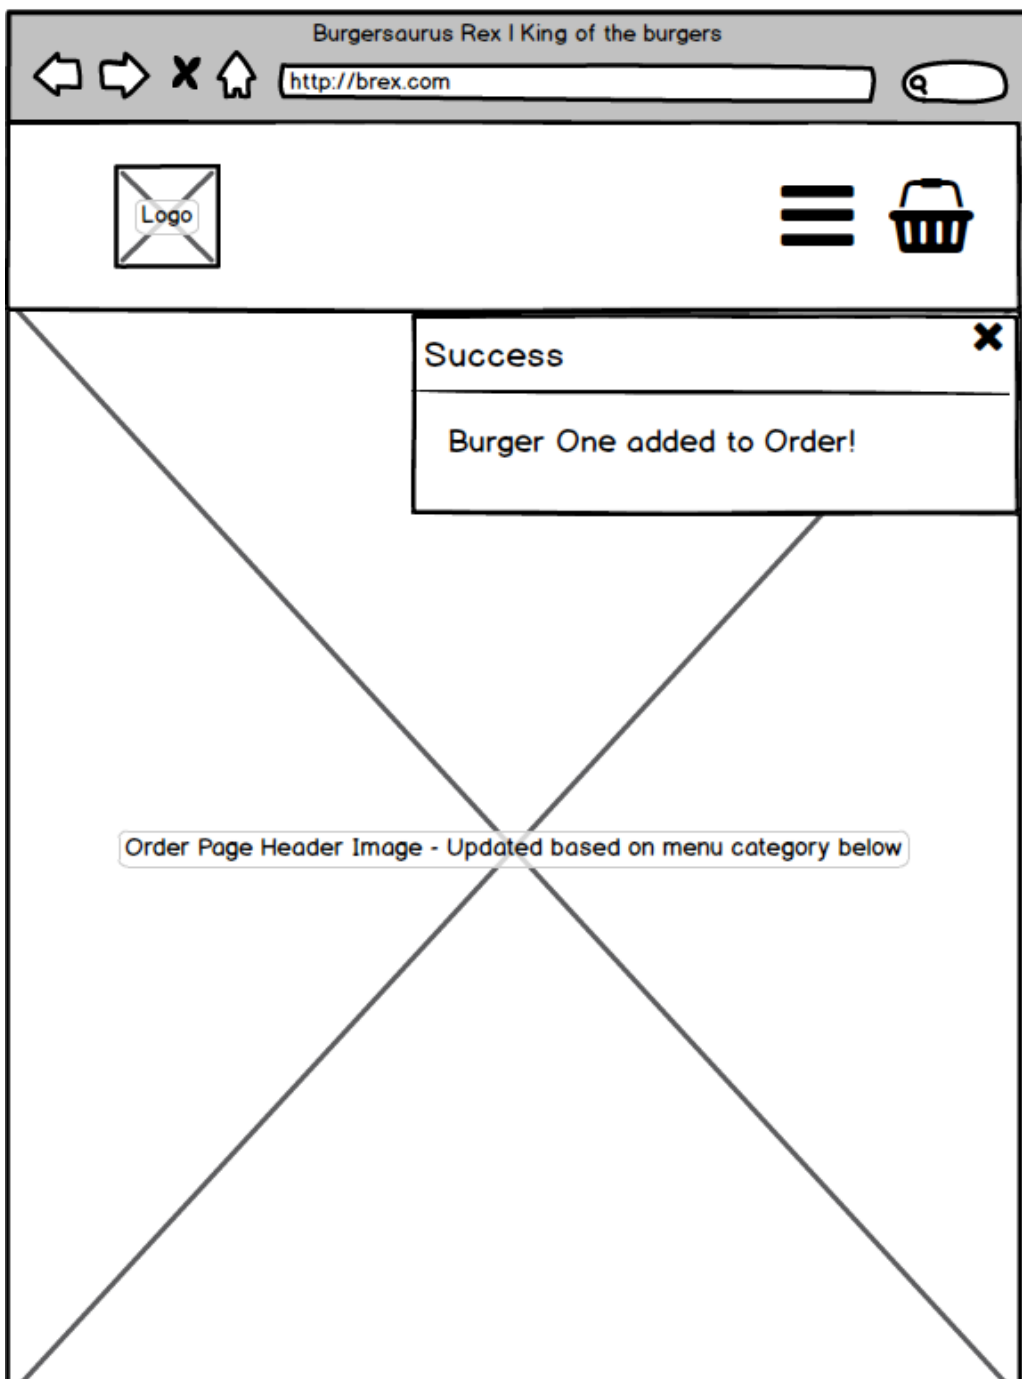 Burgersaurus Rex | King of the burgers
http://brex.com
Logo
Success
Burger One added to Order!
Order Page Header Image - Updated based on menu category below